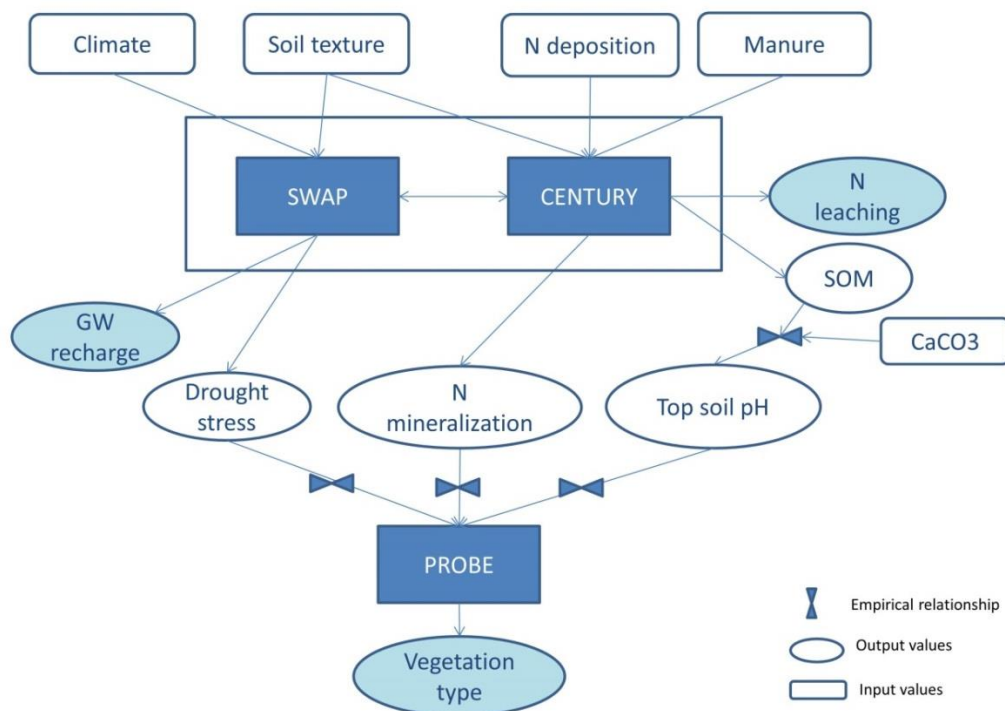 Climate
Soil texture
N deposition
Manure
SWAP
CENTURY
N
leaching
SOM
GW
recharge
CaCO3
Drought
stress
N
mineralization
Top soil pH
PROBE
Empirical relationship
Vegetation
type
Output values
Input values